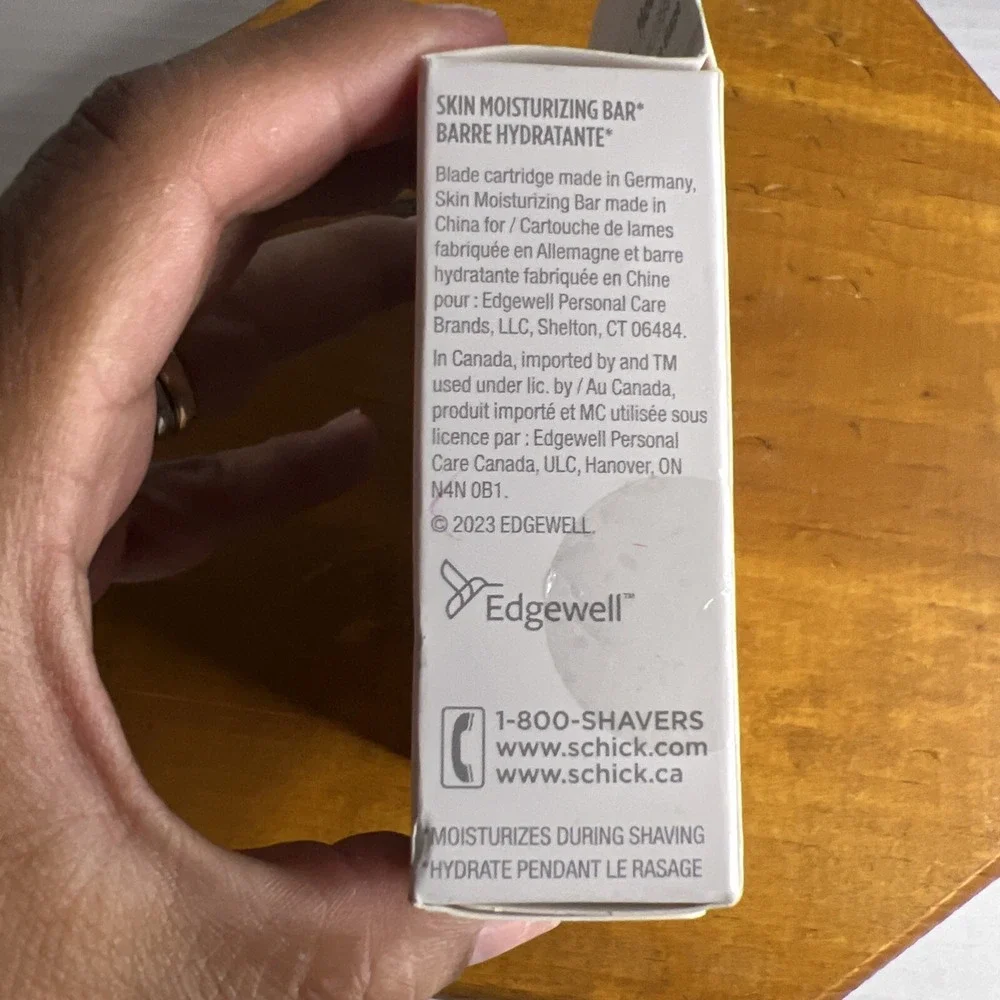 SKIN MOISTURIZING BAR*
BARRE HYDRATANTE*
Blade cartridge made in Germany,
Skin Moisturizing Bar made in
China for / Cartouche de lames
fabriquée en Allemagne et barre
hydratante fabriquée en Chine
pour : Edgewell Personal Care
Brands, LLC, Shelton, CT 06484.
In Canada, imported by and TM
used under lic. by / Au Canada,
produit importé et MC utilisée sous
licence par : Edgewell Personal
Care Canada, ULC, Hanover, ON
N4N 0B1.
© 2023 EDGEWELL.
Edgewell™
1-800-SHAVERS
www.schick.com
www.schick.ca
*MOISTURIZES DURING SHAVING
*HYDRATE PENDANT LE RASAGE